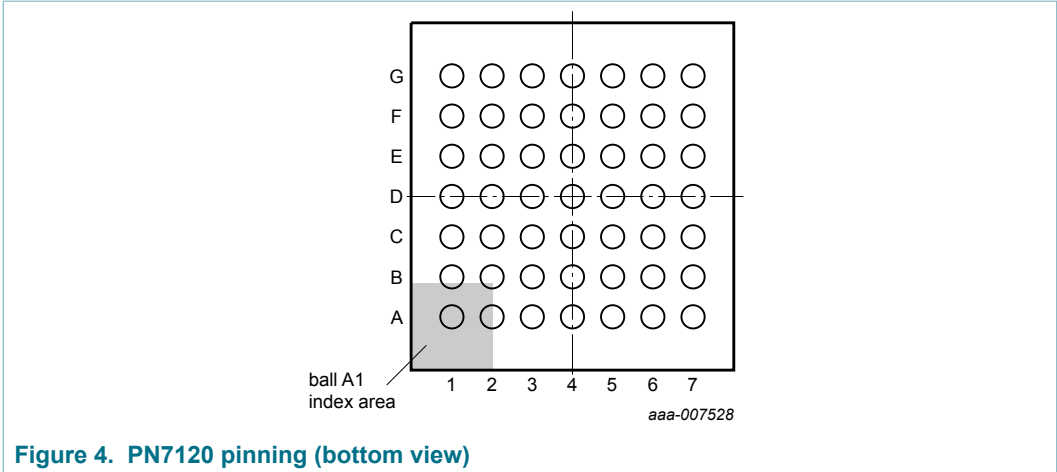 G
F
E
D
C
B
A
ball A1
index area
1 2 3 4 5 6 7
aaa-007528
Figure 4. PN7120 pinning (bottom view)